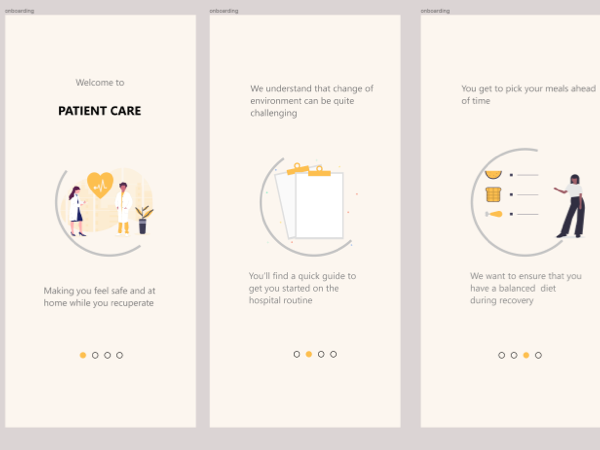 onboarding
Welcome to
PATIENT CARE
Making you feel safe and at
home while you recuperate
onboarding
We understand that change of
environment can be quite
challenging
You'll find a quick guide to
get you started on the
hospital routine
onboarding
You get to pick your meals ahead
of time
We want to ensure that you
have a balanced diet
during recovery